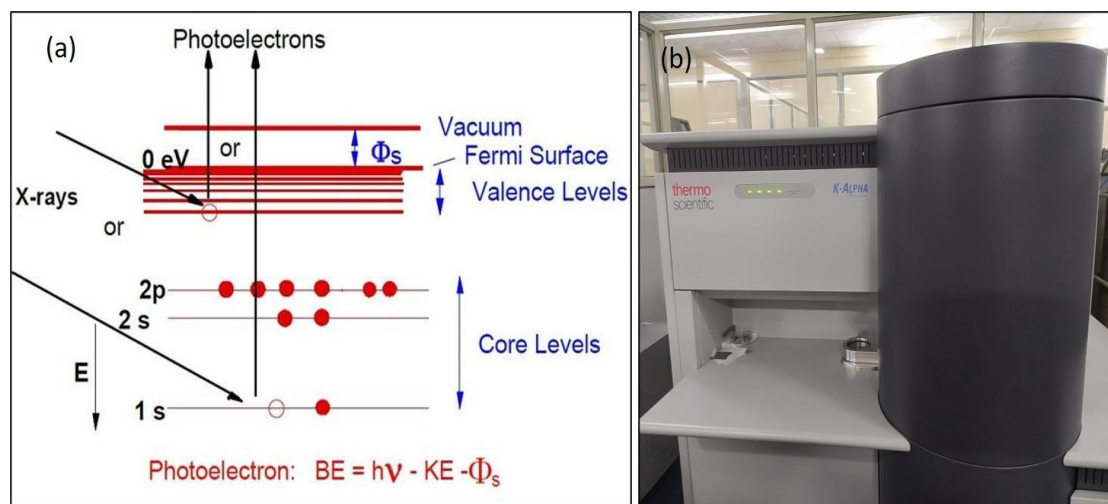 (a)
Photoelectrons
Vacuum
or
0 eV
Φs
Fermi Surface
X-rays
Valence Levels
or
2p
2 s
Core Levels
E
1 s
Photoelectron: BE = hν - KE -Φs
(b)
thermo
scientific
K-ALPHA